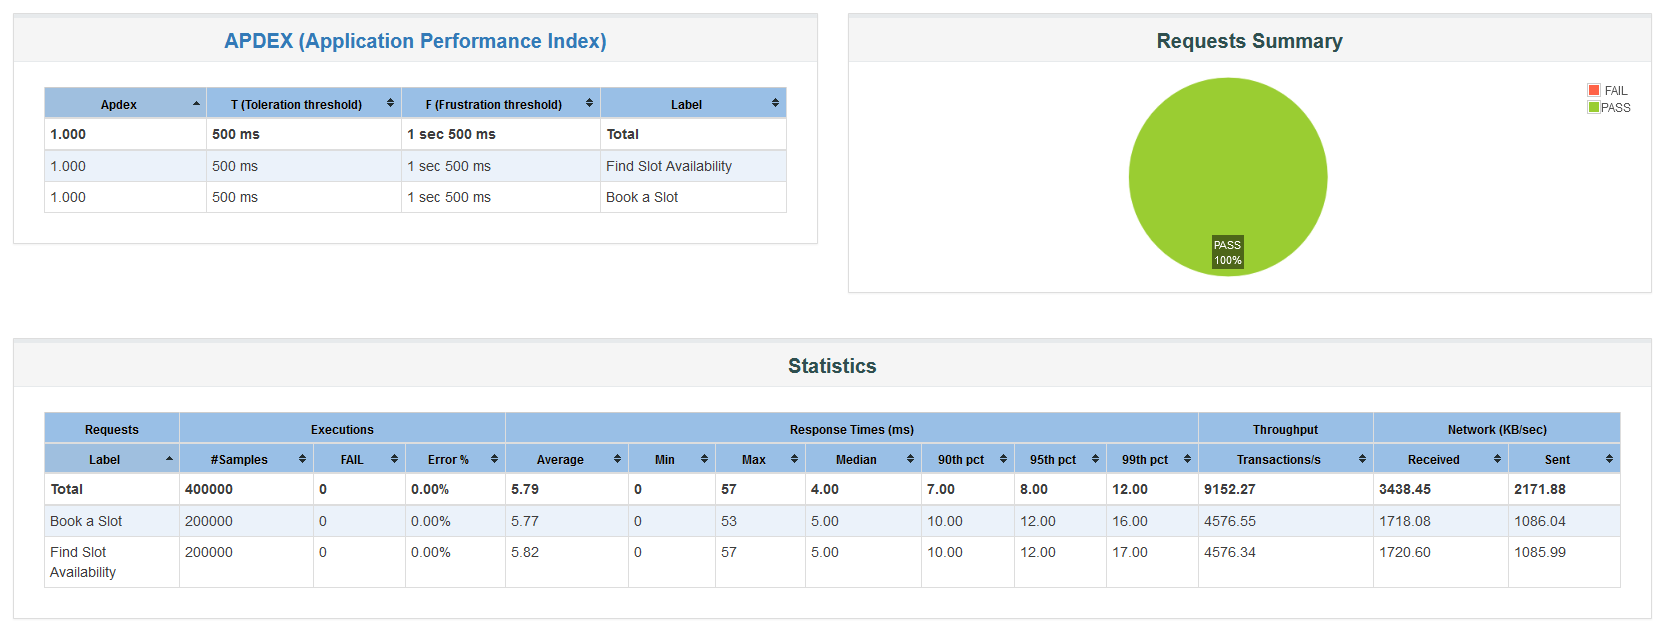 APDEX (Application Performance Index)
Apdex T (Toleration threshold) F (Frustration threshold) Label
1.000 500 ms 1 sec 500 ms Total
1.000 500 ms 1 sec 500 ms Find Slot Availability
1.000 500 ms 1 sec 500 ms Book a Slot
Requests Summary
FAIL
PASS
PASS
100%
Statistics
Requests Executions Response Times (ms) Throughput Network (KB/sec)
Label #Samples FAIL Error % Average Min Max Median 90th pct 95th pct 99th pct Transactions/s Received Sent
Total 400000 0 0.00% 5.79 0 57 4.00 7.00 8.00 12.00 9152.27 3438.45 2171.88
Book a Slot 200000 0 0.00% 5.77 0 53 5.00 10.00 12.00 16.00 4576.55 1718.08 1086.04
Find Slot 200000 0 0.00% 5.82 0 57 5.00 10.00 12.00 17.00 4576.34 1720.60 1085.99
Availability